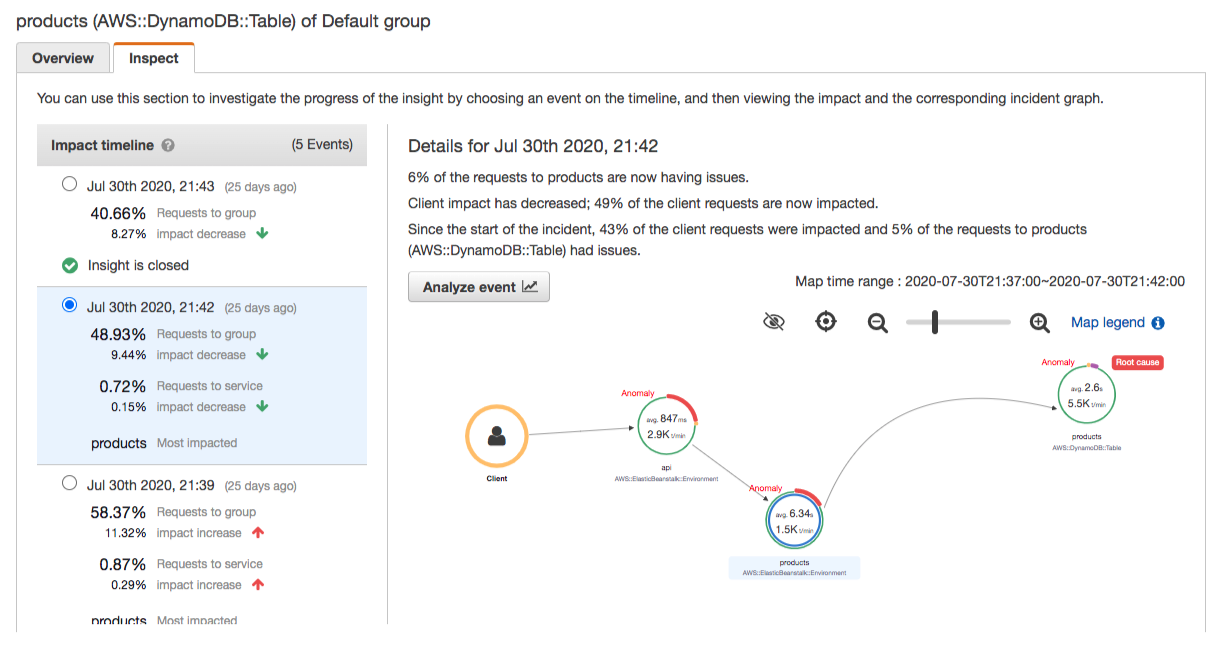 products (AWS::DynamoDB::Table) of Default group
Overview
Inspect
You can use this section to investigate the progress of the insight by choosing an event on the timeline, and then viewing the impact and the corresponding incident graph.
Impact timeline ? (5 Events)
Jul 30th 2020, 21:43 (25 days ago)
40.66% Requests to group
8.27% impact decrease
Insight is closed
Jul 30th 2020, 21:42 (25 days ago)
48.93% Requests to group
9.44% impact decrease
0.72% Requests to service
0.15% impact decrease
products Most impacted
Jul 30th 2020, 21:39 (25 days ago)
58.37% Requests to group
11.32% impact increase
0.87% Requests to service
0.29% impact increase
products Most impacted
Details for Jul 30th 2020, 21:42
6% of the requests to products are now having issues.
Client impact has decreased; 49% of the client requests are now impacted.
Since the start of the incident, 43% of the client requests were impacted and 5% of the requests to products
(AWS::DynamoDB::Table) had issues.
Analyze event
Map time range : 2020-07-30T21:37:00~2020-07-30T21:42:00
Map legend i
Client
Anomaly
avg. 847ms
2.9K t/min
api
AWS::ElasticBeanstalk::Environment
Anomaly
avg. 6.34s
1.5K t/min
products
AWS::ElasticBeanstalk::Environment
Anomaly
Root cause
avg. 2.6s
5.5K t/min
products
AWS::DynamoDB::Table